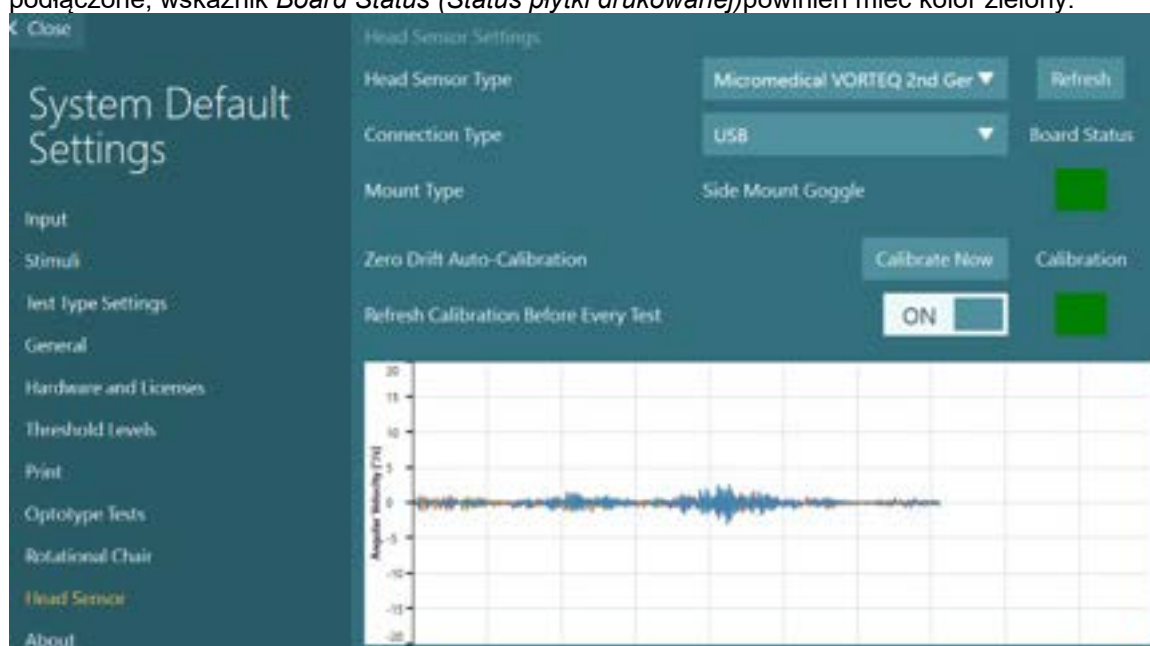 podłączone, wskaźnik Board Status (Status płytki drukowanej)powinien mieć kolor zielony.
Close
System Default
Settings
Input
Stimuli
Test Type Settings
General
Hardware and Licenses
Threshold Levels
Print
Optotype Tests
Rotational Chair
Head Sensor
About
Head Sensor Settings
Head Sensor Type
Micromedical VORTEQ 2nd Ger
Refresh
Connection Type
USB
Board Status
Mount Type
Side Mount Goggle
Zero Drift Auto-Calibration
Calibrate Now
Calibration
Refresh Calibration Before Every Test
ON
Angular Velocity (°/s)
20
15
10
5
0
-5
-10
-15
-20